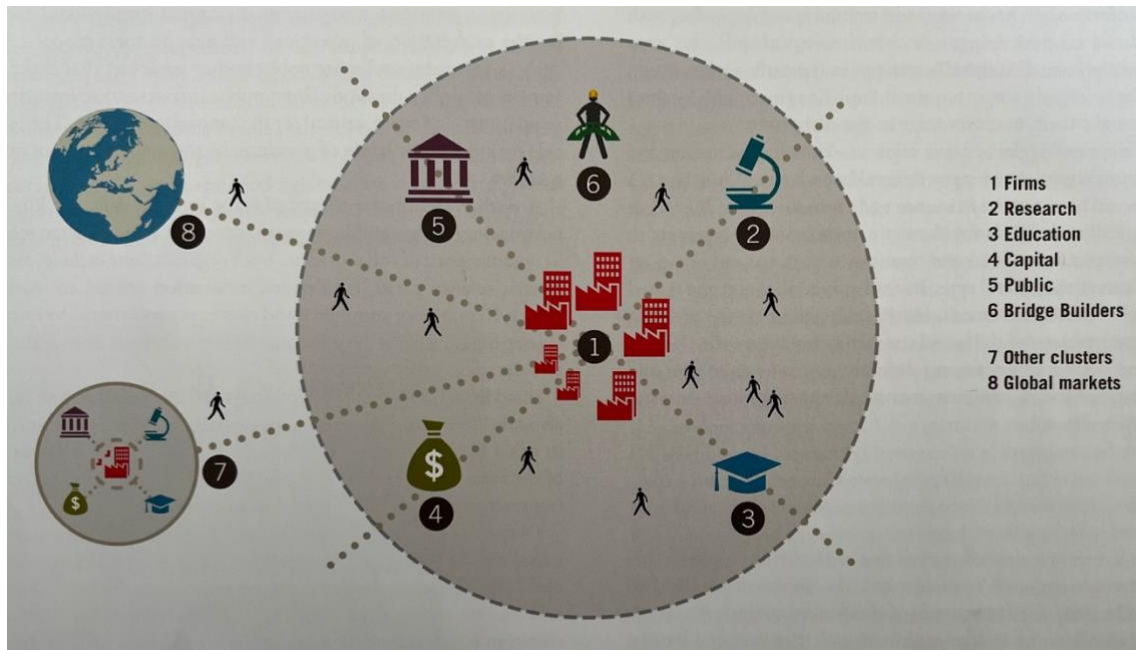 8
5
6
2
1
7
4
$
3
$
1 Firms
2 Research
3 Education
4 Capital
5 Public
6 Bridge Builders
7 Other clusters
8 Global markets